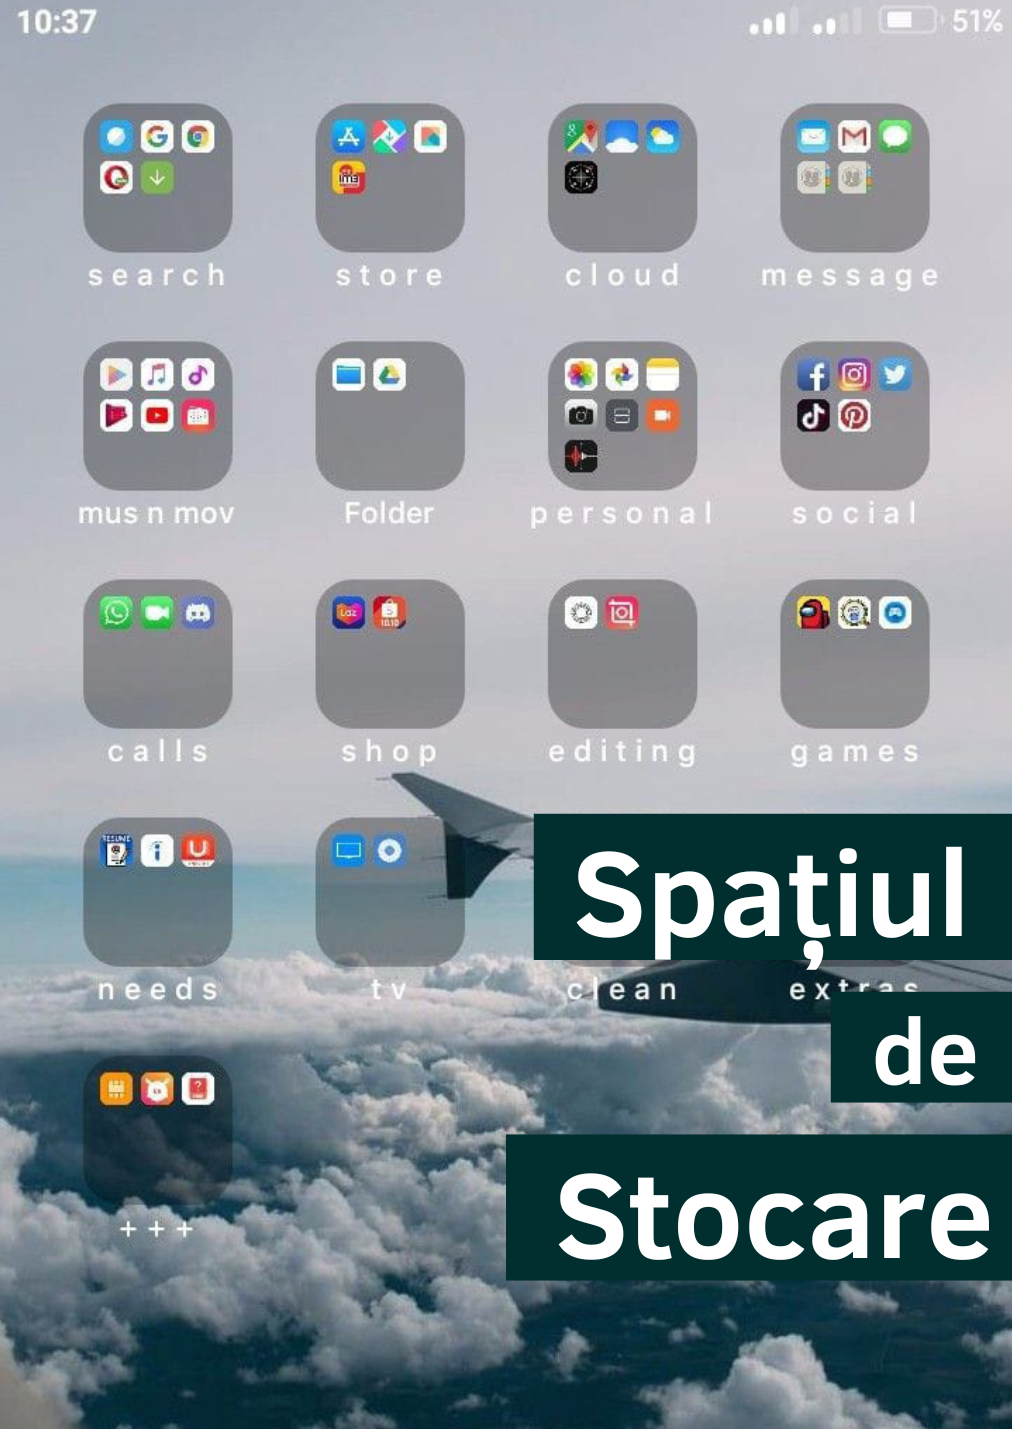 10:37
51%
search
store
cloud
message
mus n mov
Folder
personal
social
calls
shop
editing
games
needs
tv
clean
extras
+++
Spațiul
de
Stocare